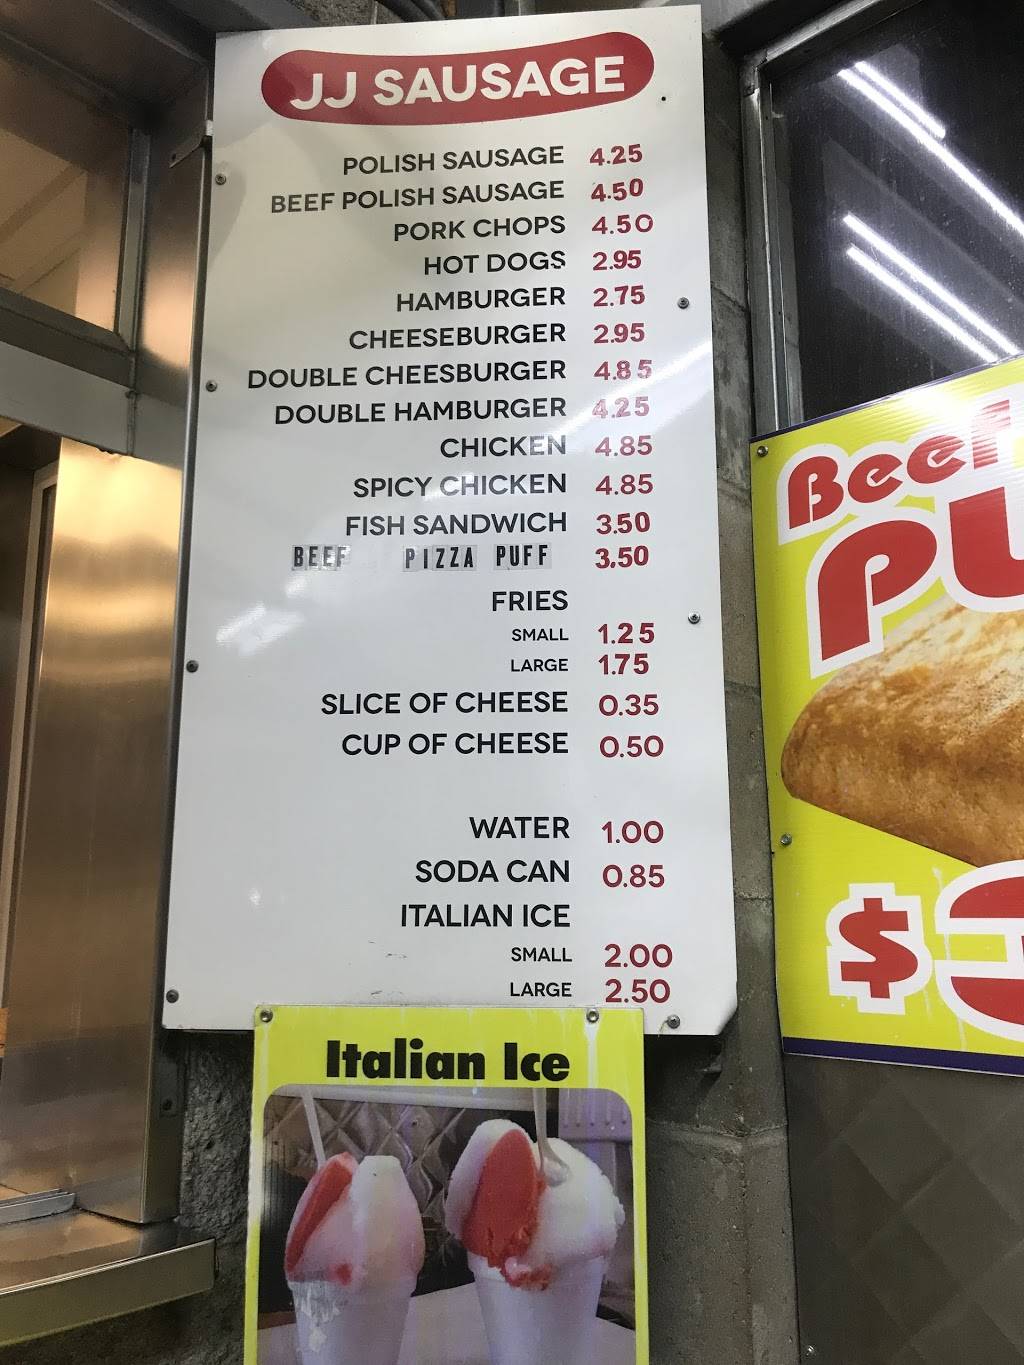 JJ SAUSAGE
POLISH SAUSAGE 4.25
BEEF POLISH SAUSAGE 4.50
PORK CHOPS 4.50
HOT DOGS 2.95
HAMBURGER 2.75
CHEESEBURGER 2.95
DOUBLE CHEESBURGER 4.85
DOUBLE HAMBURGER 4.25
CHICKEN 4.85
SPICY CHICKEN 4.85
FISH SANDWICH 3.50
BEEF PIZZA PUFF 3.50
FRIES
SMALL 1.25
LARGE 1.75
SLICE OF CHEESE 0.35
CUP OF CHEESE 0.50
WATER 1.00
SODA CAN 0.85
ITALIAN ICE
SMALL 2.00
LARGE 2.50
Italian Ice
Beef
PU
$